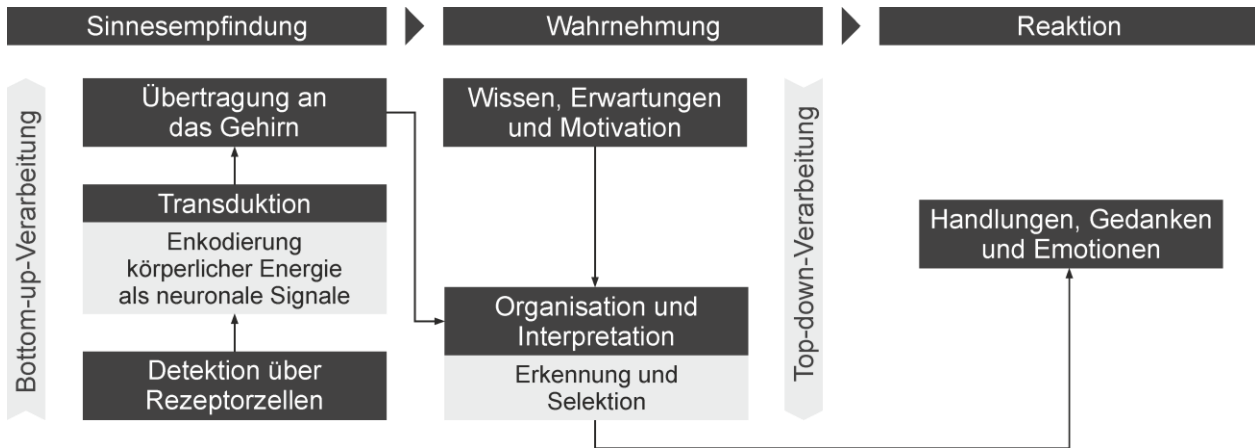 Sinnesempfindung
Wahrnehmung
Reaktion
Bottom-up-Verarbeitung
Übertragung an
das Gehirn
Transduktion
Enkodierung
körperlicher Energie
als neuronale Signale
Detektion über
Rezeptorzellen
Wissen, Erwartungen
und Motivation
Organisation und
Interpretation
Erkennung und
Selektion
Top-down-Verarbeitung
Handlungen, Gedanken
und Emotionen